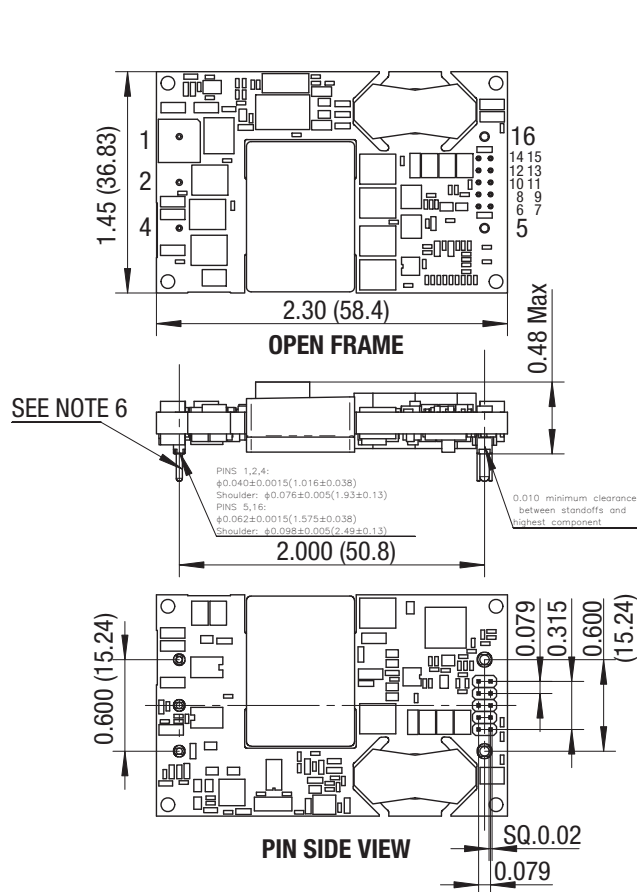 1.45 (36.83)
1
2
4
16
14 15
12 13
10 11
8 9
6 7
5
2.30 (58.4)
OPEN FRAME
0.48 Max
SEE NOTE 6
PINS 1,2,4:
ϕ0.040±0.0015(1.016±0.038)
Shoulder: ϕ0.076±0.005(1.93±0.13)
PINS 5,16:
ϕ0.062±0.0015(1.575±0.038)
Shoulder: ϕ0.098±0.005(2.49±0.13)
0.010 minimum clearance
between standoffs and
highest component
2.000 (50.8)
0.600 (15.24)
0.079
0.315
0.600
(15.24)
PIN SIDE VIEW
SQ.0.02
0.079